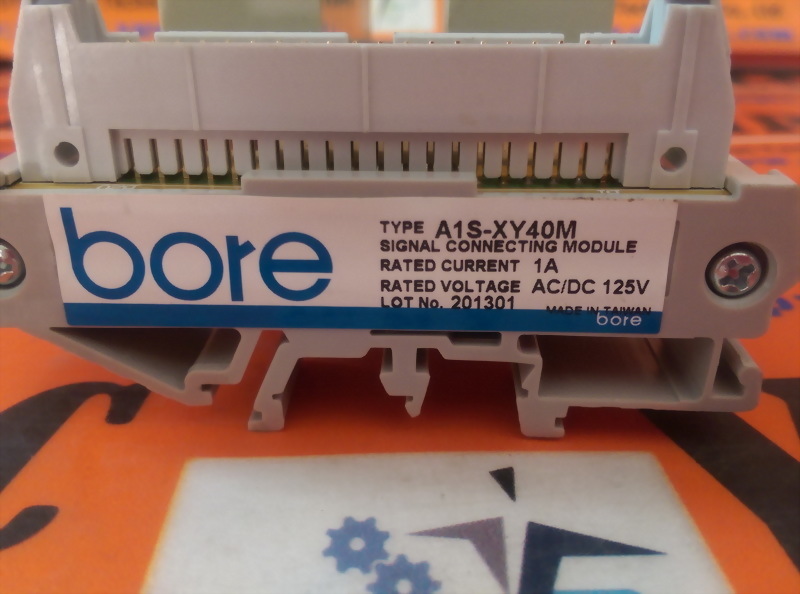 bore
TYPE A1S-XY40M
SIGNAL CONNECTING MODULE
RATED CURRENT 1A
RATED VOLTAGE AC/DC 125V
LOT No. 201301
MADE IN TAIWAN
bore